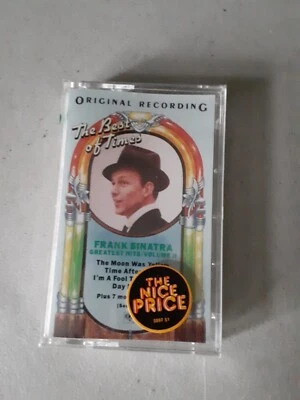 ORIGINAL RECORDING
The Best
of Times
FRANK SINATRA
GREATEST HITS/VOLUME II
The Moon Was
Time After
I'm A Fool T
Day
Plus 7 mo
THE
NICE
PRICE